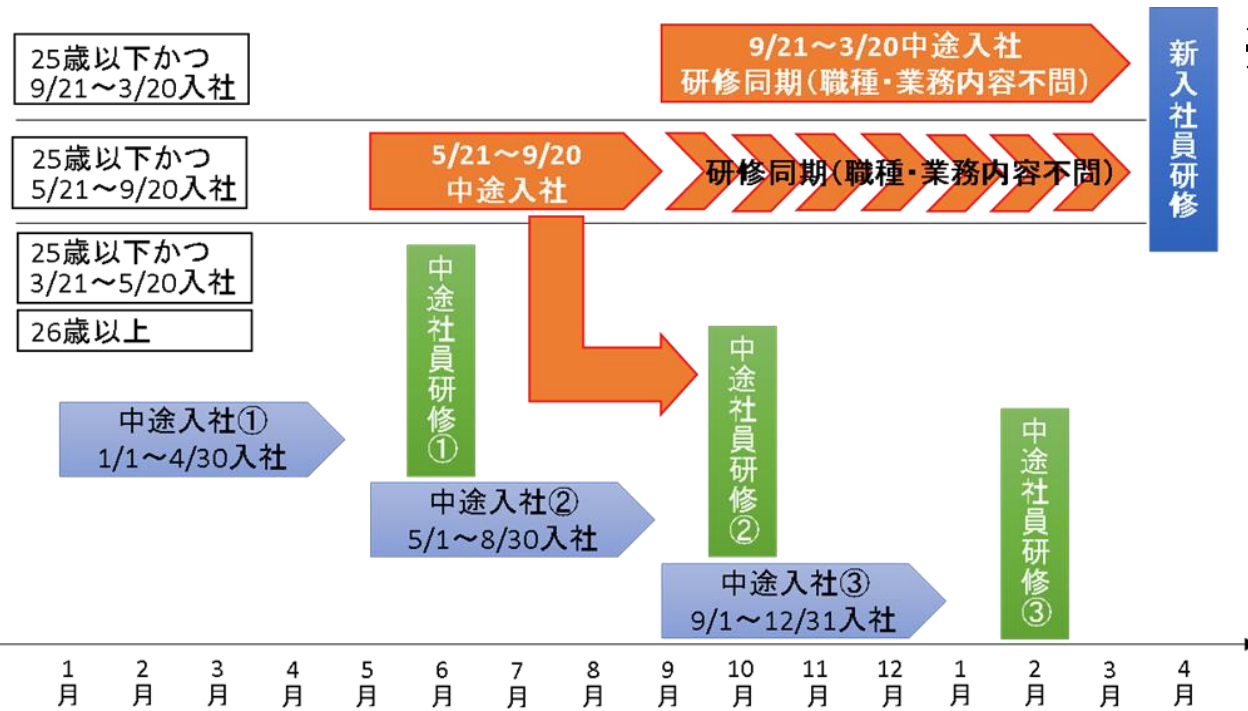 25歳以下かつ
9/21～3/20入社
9/21～3/20中途入社
研修同期(職種・業務内容不問)
新入社員研修
25歳以下かつ
5/21～9/20入社
5/21～9/20
中途入社
研修同期(職種・業務内容不問)
25歳以下かつ
3/21～5/20入社
26歳以上
中途社員研修①
中途社員研修②
中途社員研修③
中途入社①
1/1～4/30入社
中途入社②
5/1～8/30入社
中途入社③
9/1～12/31入社
1月
2月
3月
4月
5月
6月
7月
8月
9月
10月
11月
12月
1月
2月
3月
4月